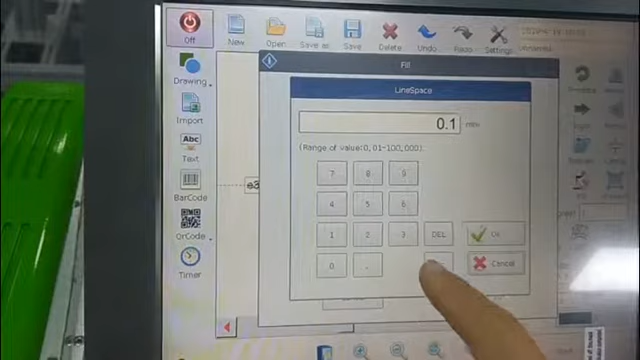 Off
New
Open
Save as
Save
Delete
Undo
Redo
Settings
Drawing
Import
Text
BarCode
QrCode
Timer
Abc
Fill
LineSpace
0.1 mm
(Range of value:0,01-100,000)
7 8 9
4 5 6
1 2 3 DEL Ok
0 . Cancel